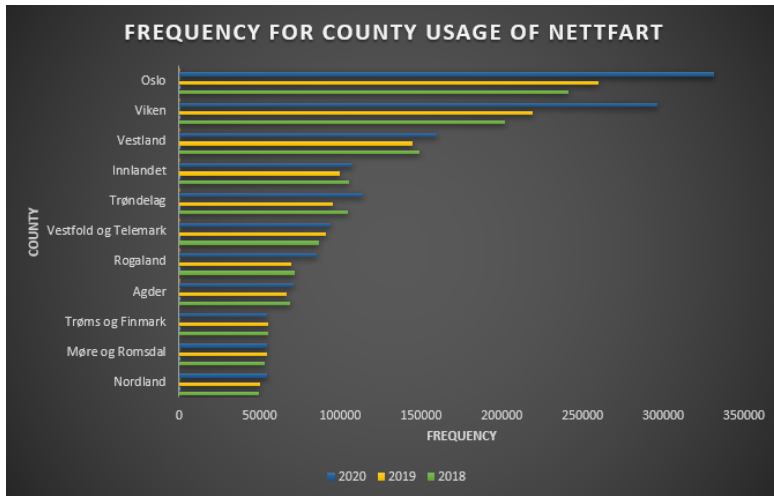 FREQUENCY FOR COUNTY USAGE OF NETTFART
COUNTY
Oslo
Viken
Vestland
Innlandet
Trøndelag
Vestfold og Telemark
Rogaland
Agder
Trøms og Finmark
Møre og Romsdal
Nordland
0 50000 100000 150000 200000 250000 300000 350000
FREQUENCY
2020 2019 2018